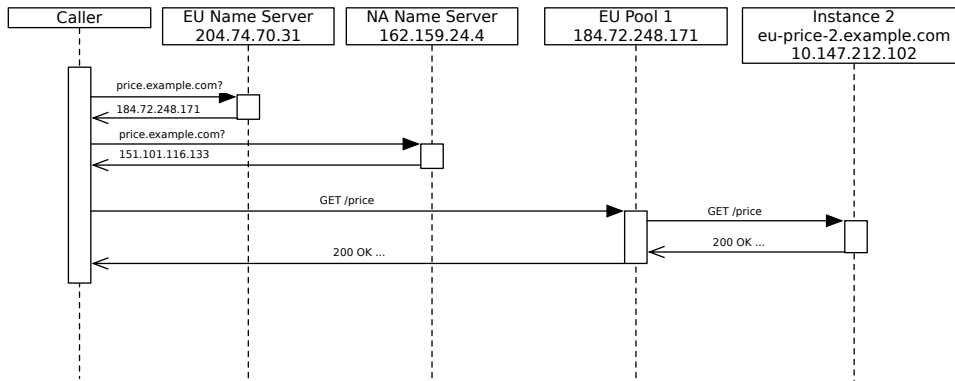 Caller
EU Name Server
204.74.70.31
NA Name Server
162.159.24.4
EU Pool 1
184.72.248.171
Instance 2
eu-price-2.example.com
10.147.212.102
price.example.com?
184.72.248.171
price.example.com?
151.101.116.133
GET /price
GET /price
200 OK ...
200 OK ...